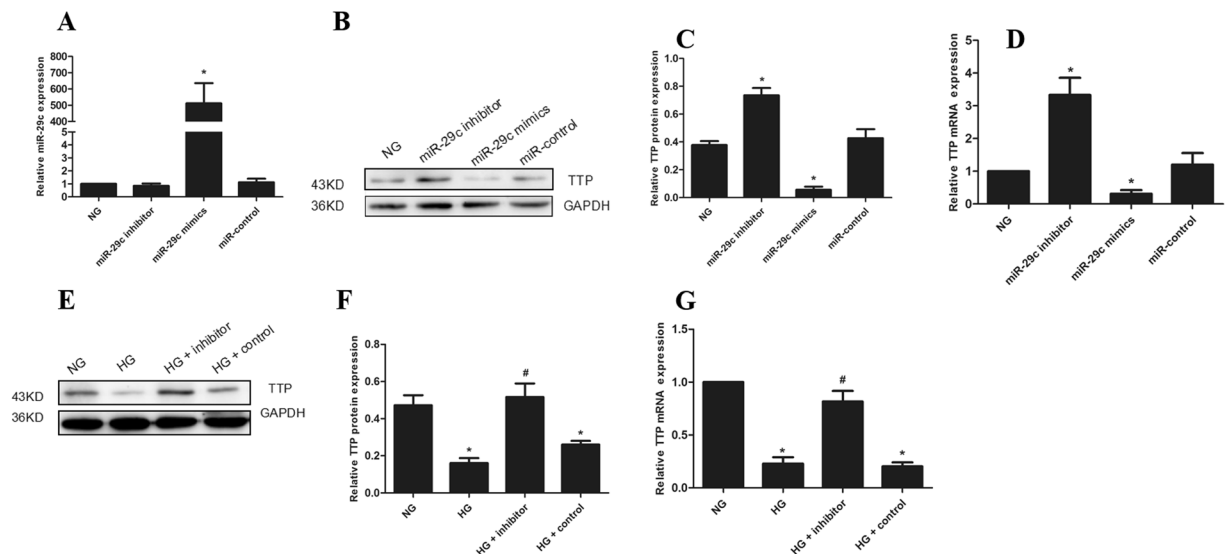 A
Relative miR-29c expression
800
700
600
500
400
5
4
3
2
1
0
*
NG
miR-29c inhibitor
miR-29c mimics
miR-control
B
NG
miR-29c inhibitor
miR-29c mimics
miR-control
43KD
TTP
36KD
GAPDH
C
Relative TTP protein expression
1.0
0.8
0.6
0.4
0.2
0.0
*
*
NG
miR-29c inhibitor
miR-29c mimics
miR-control
D
Relative TTP mRNA expression
5
4
3
2
1
0
*
*
NG
miR-29c inhibitor
miR-29c mimics
miR-control
E
NG
HG
HG + inhibitor
HG + control
43KD
TTP
36KD
GAPDH
F
Relative TTP protein expression
0.8
0.6
0.4
0.2
0.0
*
#
*
NG
HG
HG + inhibitor
HG + control
G
Relative TTP mRNA expression
1.5
1.0
0.5
0.0
*
#
*
NG
HG
HG + inhibitor
HG + control